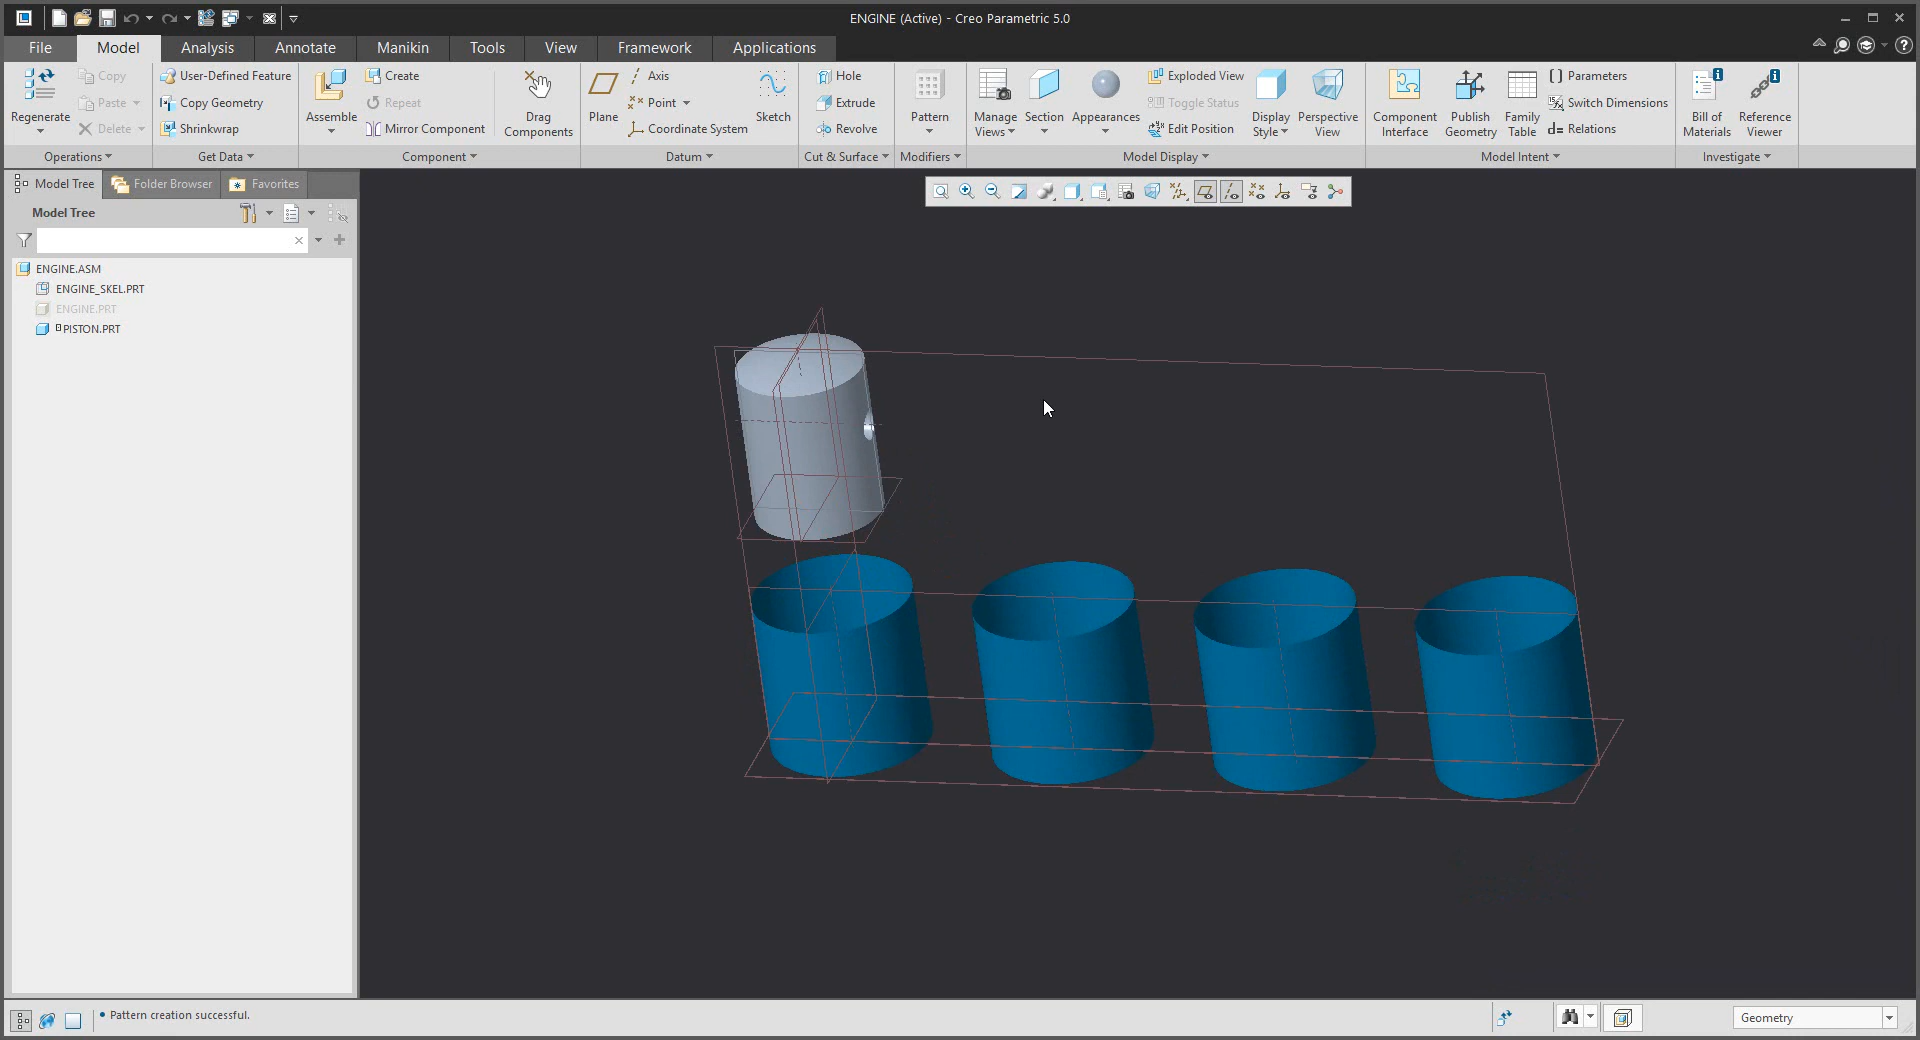 ENGINE (Active) - Creo Parametric 5.0
File Model Analysis Annotate Manikin Tools View Framework Applications
Regenerate
Copy
Paste
Delete
Operations
User-Defined Feature
Copy Geometry
Shrinkwrap
Get Data
Assemble
Create
Repeat
Mirror Component
Drag
Components
Component
Plane
Axis
Point
Coordinate System
Sketch
Datum
Hole
Extrude
Revolve
Cut & Surface
Pattern
Modifiers
Manage
Views
Section
Appearances
Exploded View
Toggle Status
Edit Position
Display
Style
Perspective
View
Model Display
Component
Interface
Publish
Geometry
Family
Table
Parameters
Switch Dimensions
d= Relations
Model Intent
Bill of
Materials
Reference
Viewer
Investigate
Model Tree Folder Browser Favorites
Model Tree
ENGINE.ASM
ENGINE_SKEL.PRT
ENGINE.PRT
PISTON.PRT
• Pattern creation successful.
Geometry